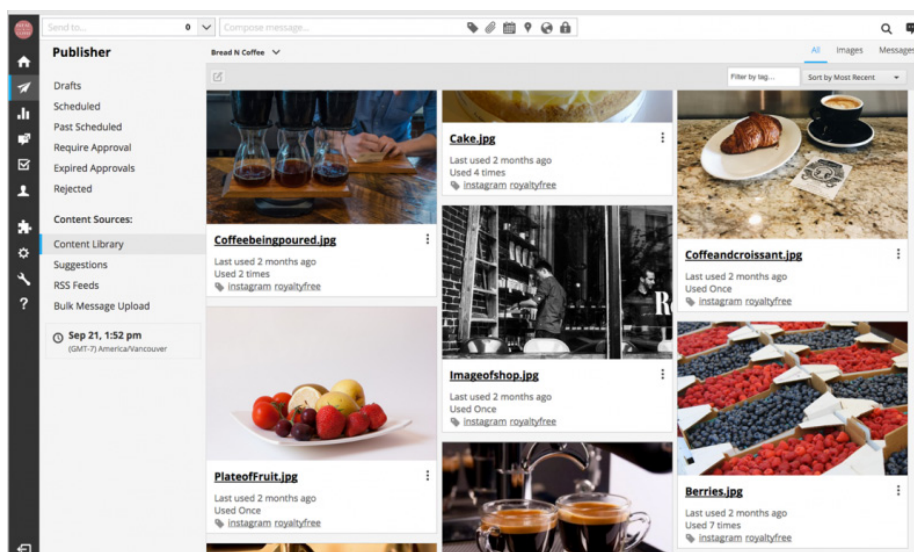 Send to...
0
Compose message...
Publisher
Drafts
Scheduled
Past Scheduled
Require Approval
Expired Approvals
Rejected
Content Sources:
Content Library
Suggestions
RSS Feeds
Bulk Message Upload
Sep 21, 1:52 pm
(GMT-7) America/Vancouver
Bread N Coffee
All
Images
Messages
Filter by tag...
Sort by Most Recent
Coffeebeingpoured.jpg
Last used 2 months ago
Used 2 times
instagram royaltyfree
PlateofFruit.jpg
Last used 2 months ago
Used Once
instagram royaltyfree
Cake.jpg
Last used 2 months ago
Used 4 times
instagram royaltyfree
R
Imageofshop.jpg
Last used 2 months ago
Used Once
instagram royaltyfree
Coffeandcroissant.jpg
Last used 2 months ago
Used Once
instagram royaltyfree
Berries.jpg
Last used 2 months ago
Used 7 times
instagram royaltyfree